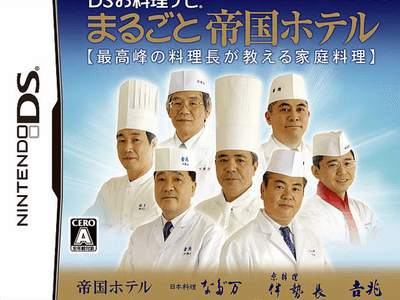 DSお料理ナビ
まるごと帝国ホテル
【最高峰の料理長が教える家庭料理】
NINTENDO DS
CERO
A
帝国ホテル
日本料理 なだ万
京料理 伊勢長
吉兆